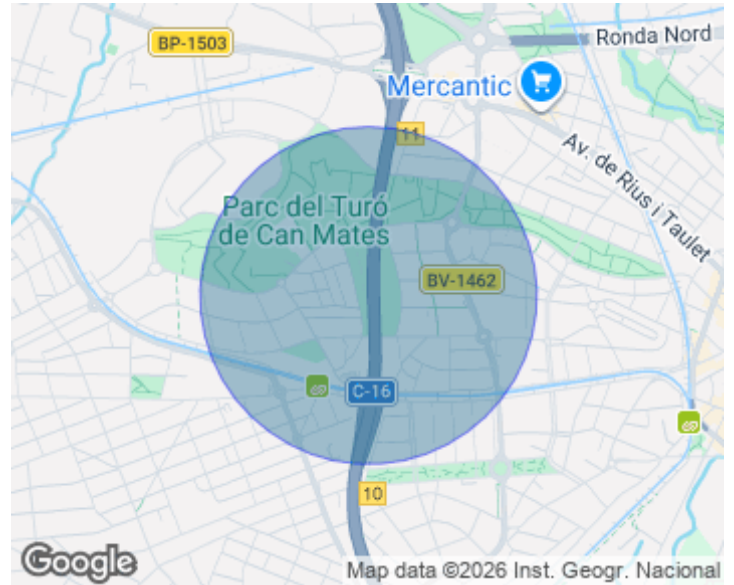 BP-1503
Ronda Nord
Mercantic
11
Av. de Rius i Taulet
Parc del Turó
de Can Mates
BV-1462
C-16
10
Google
Map data ©2026 Inst. Geogr. Nacional